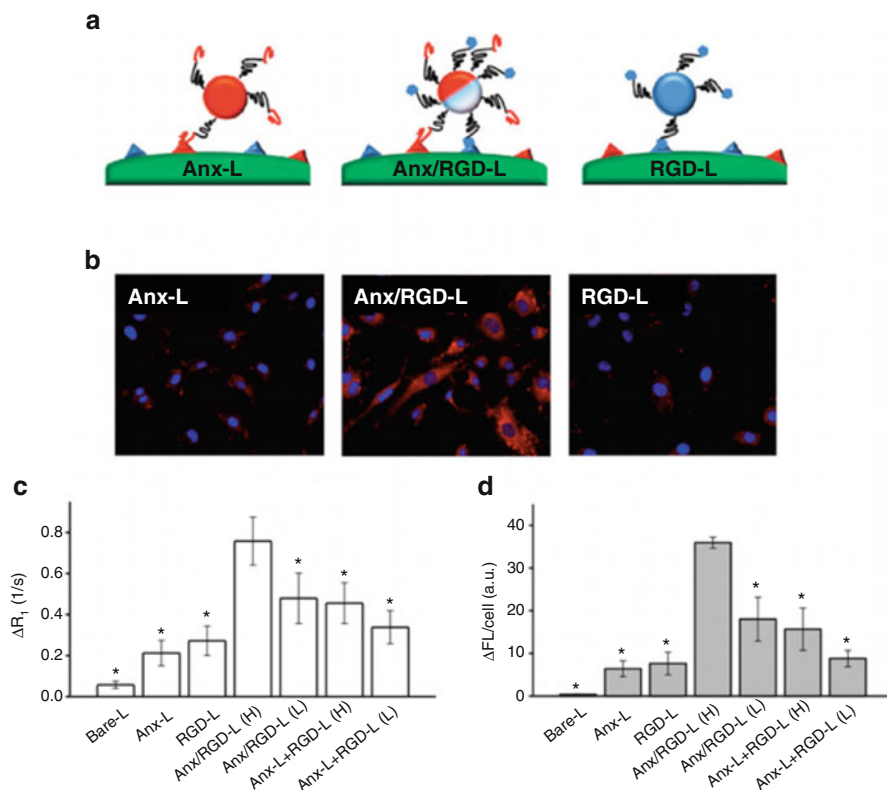 a
Anx-L
Anx/RGD-L
RGD-L
b
Anx-L
Anx/RGD-L
RGD-L
c
ΔR₁ (1/s)
0.8
0.6
0.4
0.2
0.0
*
*
*
*
*
*
Bare-L
Anx-L
RGD-L
Anx/RGD-L (H)
Anx/RGD-L (L)
Anx-L+RGD-L (H)
Anx-L+RGD-L (L)
d
ΔFL/cell (a.u.)
40
30
20
10
0
*
*
*
*
*
*
Bare-L
Anx-L
RGD-L
Anx/RGD-L (H)
Anx/RGD-L (L)
Anx-L+RGD-L (H)
Anx-L+RGD-L (L)